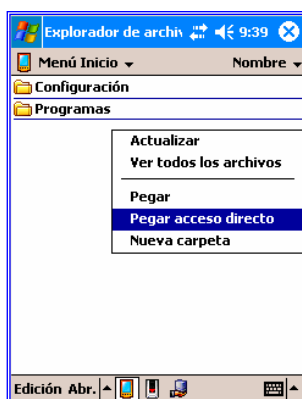 Explorador de archiv 9:39
Menú Inicio Nombre
Configuración
Programas
Actualizar
Ver todos los archivos
Pegar
Pegar acceso directo
Nueva carpeta
Edición Abr.